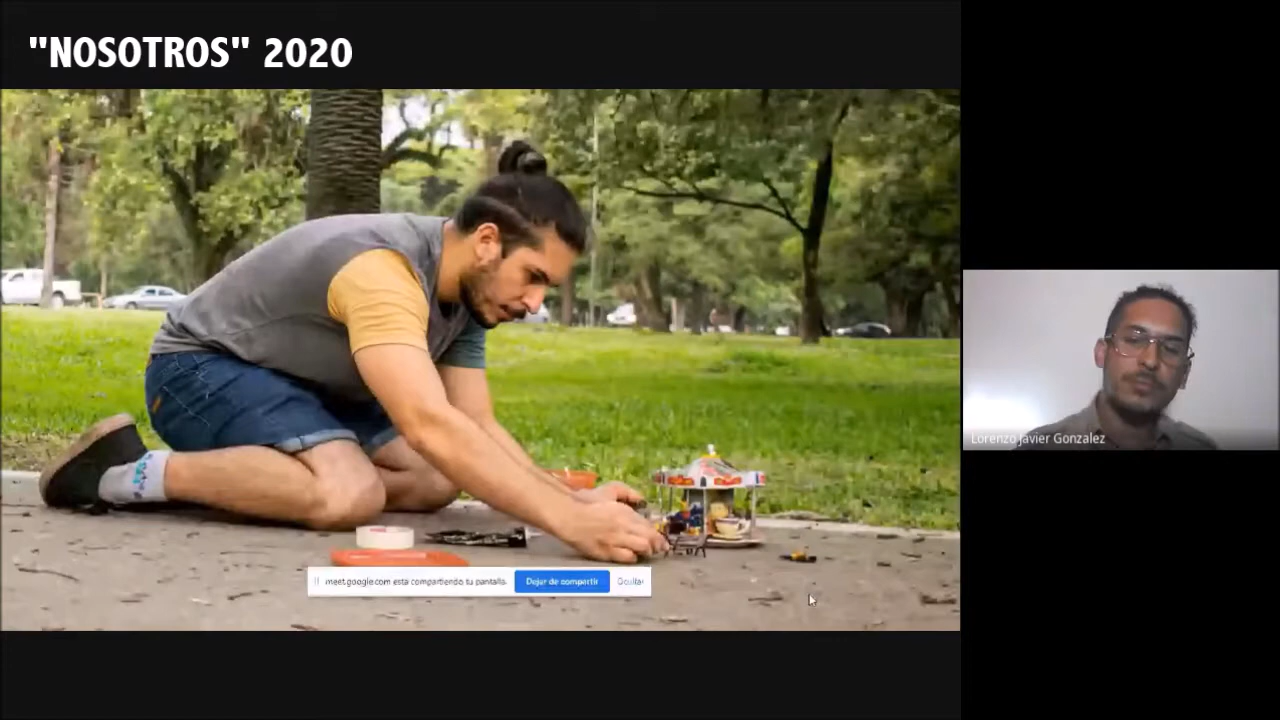 "NOSOTROS" 2020
meet.google.com está compartiendo tu pantalla.
Dejar de compartir
Ocultar
Lorenzo Javier Gonzalez